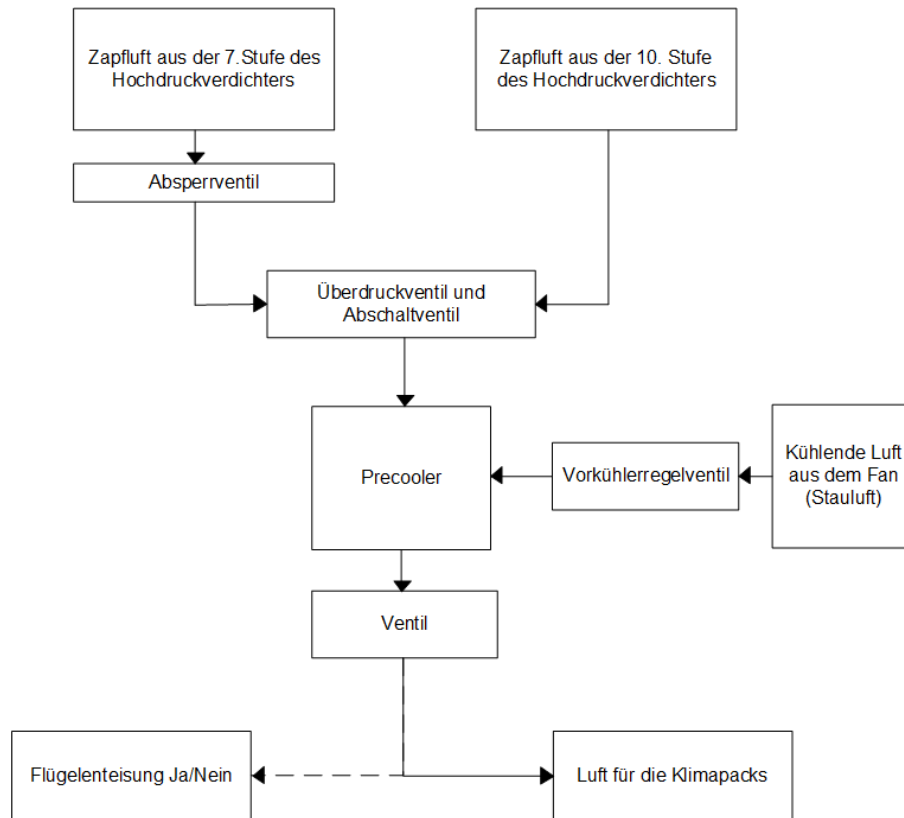 Zapfluft aus der 7.Stufe des
Hochdruckverdichters
Zapfluft aus der 10. Stufe
des Hochdruckverdichters
Absperrventil
Überdruckventil und
Abschaltventil
Precooler
Vorkühlerregelventil
Kühlende Luft
aus dem Fan
(Stauluft)
Ventil
Flügelenteisung Ja/Nein
Luft für die Klimapacks